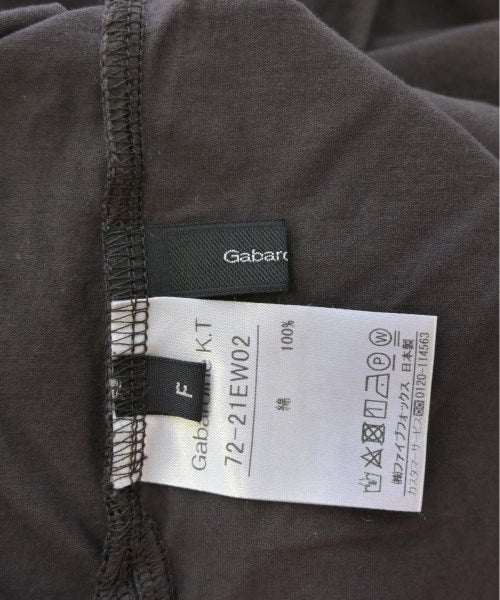 Gabard
F
Gabardine K.T
72-21EW02
綿 100%
P W
㈱ファイブフォックス 日本製
カスタマーサービス 0120-114563